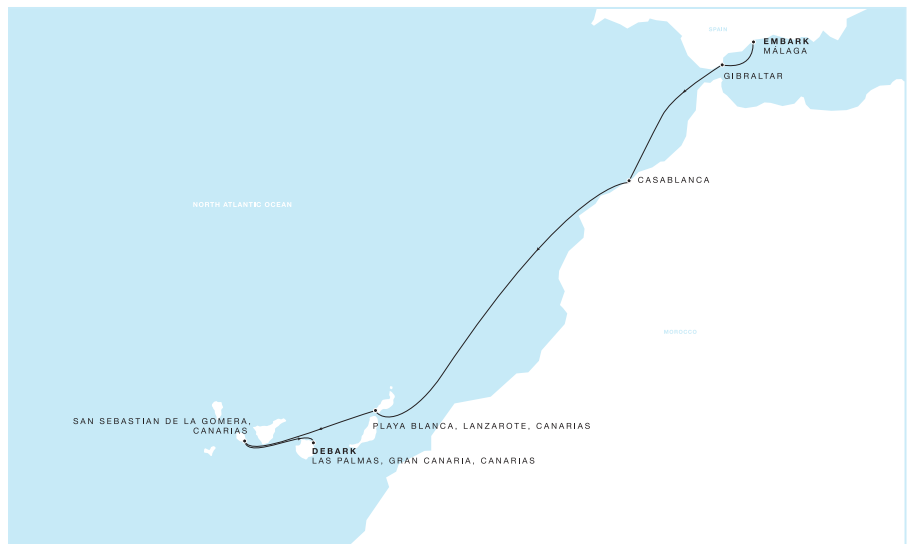 SPAIN
EMBARK
MÁLAGA
GIBRALTAR
CASABLANCA
NORTH ATLANTIC OCEAN
MOROCCO
SAN SEBASTIAN DE LA GOMERA,
CANARIAS
PLAYA BLANCA, LANZAROTE, CANARIAS
DEBARK
LAS PALMAS, GRAN CANARIA, CANARIAS